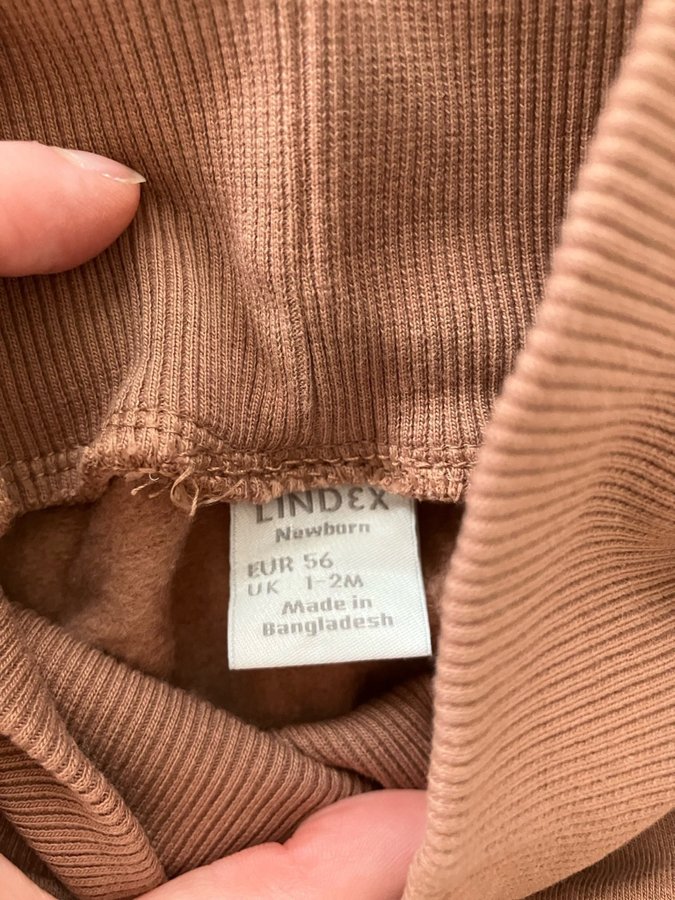 LINDEX
Newborn
EUR 56
UK 1-2M
Made in
Bangladesh